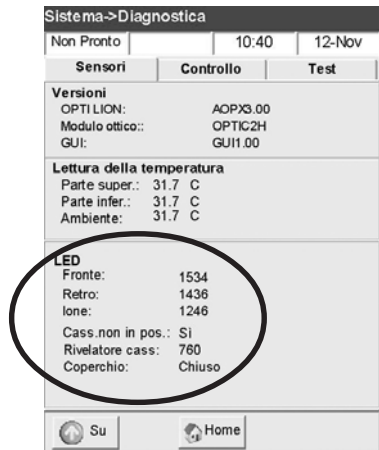 Sistema->Diagnostica
Non Pronto 10:40 12-Nov
Sensori Controllo Test
Versioni
OPTI LION: AOPX3.00
Modulo ottico:: OPTIC2H
GUI: GUI1.00
Lettura della temperatura
Parte super.: 31.7 C
Parte infer.: 31.7 C
Ambiente: 31.7 C
LED
Fronte: 1534
Retro: 1436
Ione: 1246
Cass.non in pos.: Sì
Rivelatore cass: 760
Coperchio: Chiuso
Su Home